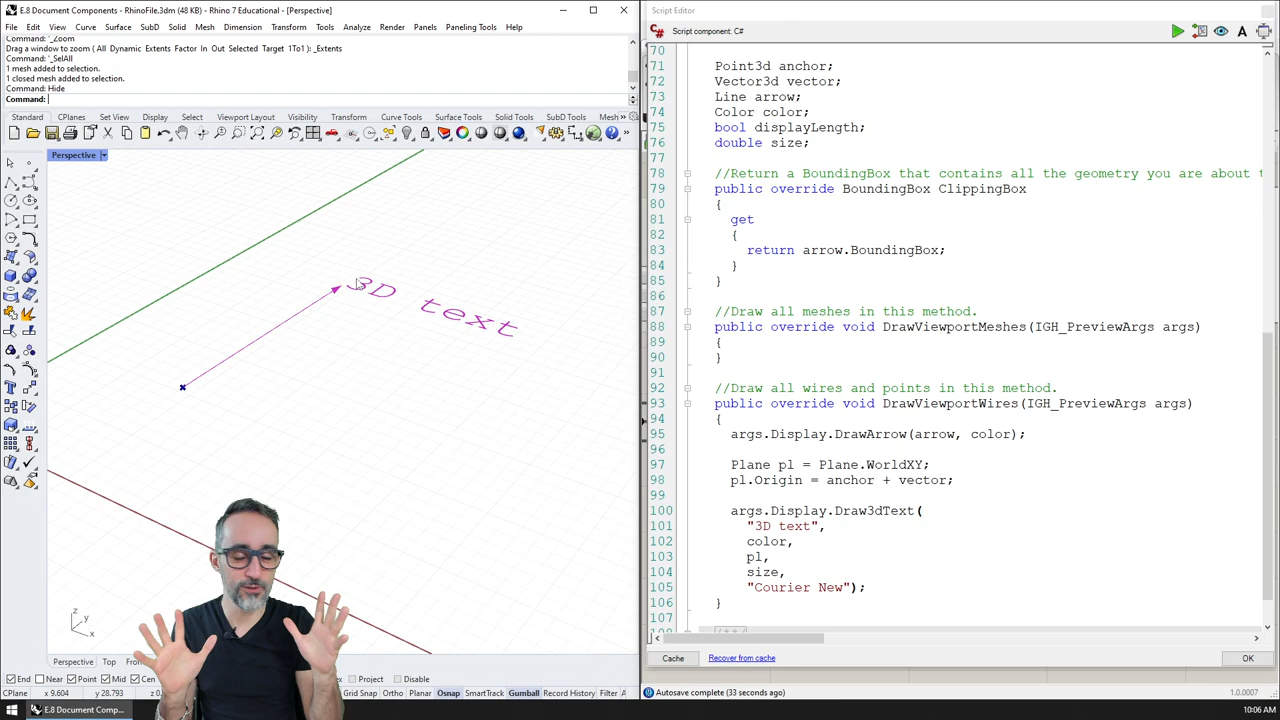 E.8 Document Components - RhinoFile.3dm (48 KB) - Rhino 7 Educational - [Perspective]
File Edit View Curve Surface SubD Solid Mesh Dimension Transform Tools Analyze Render Panels Paneling Tools Help
Command: '_Zoom
Drag a window to zoom ( All Dynamic Extents Factor In Out Selected Target 1To1 ): _Extents
Command: '_SelAll
1 mesh added to selection.
1 closed mesh added to selection.
Command: Hide
Command:
Standard CPlanes Set View Display Select Viewport Layout Visibility Transform Curve Tools Surface Tools Solid Tools SubD Tools Mesh »
Perspective
3D text
z
y
x
Perspective Top
End Near Point Mid Project Disable
CPlane x 9.604 y 28.793 Grid Snap Ortho Planar Osnap SmartTrack Gumball Record History Filter
E.8 Document Comp...
Script Editor
Script component: C#
70
71 Point3d anchor;
72 Vector3d vector;
73 Line arrow;
74 Color color;
75 bool displayLength;
76 double size;
77
78 //Return a BoundingBox that contains all the geometry you are about t
79 public override BoundingBox ClippingBox
80 {
81 get
82 {
83 return arrow.BoundingBox;
84 }
85 }
86
87 //Draw all meshes in this method.
88 public override void DrawViewportMeshes(IGH_PreviewArgs args)
89 {
90 }
91
92 //Draw all wires and points in this method.
93 public override void DrawViewportWires(IGH_PreviewArgs args)
94 {
95 args.Display.DrawArrow(arrow, color);
96
97 Plane pl = Plane.WorldXY;
98 pl.Origin = anchor + vector;
99
100 args.Display.Draw3dText(
101 "3D text",
102 color,
103 pl,
104 size,
105 "Courier New");
106 }
107
Cache Recover from cache OK
Autosave complete (33 seconds ago) 1.0.0007
10:06 AM